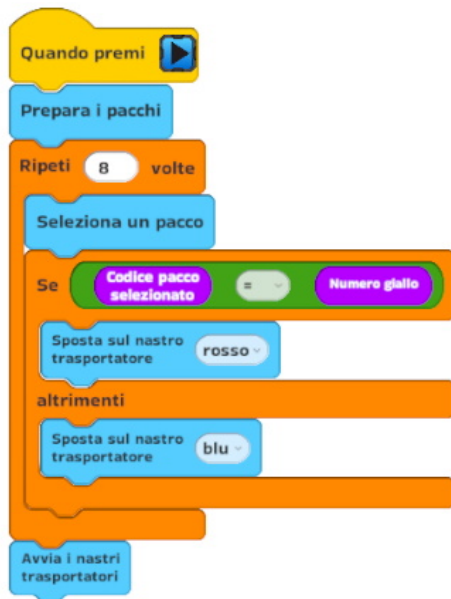 Quando premi
Prepara i pacchi
Ripeti 8 volte
Seleziona un pacco
Se Codice pacco selezionato = Numero giallo
Sposta sul nastro trasportatore rosso
altrimenti
Sposta sul nastro trasportatore blu
Avvia i nastri
trasportatori